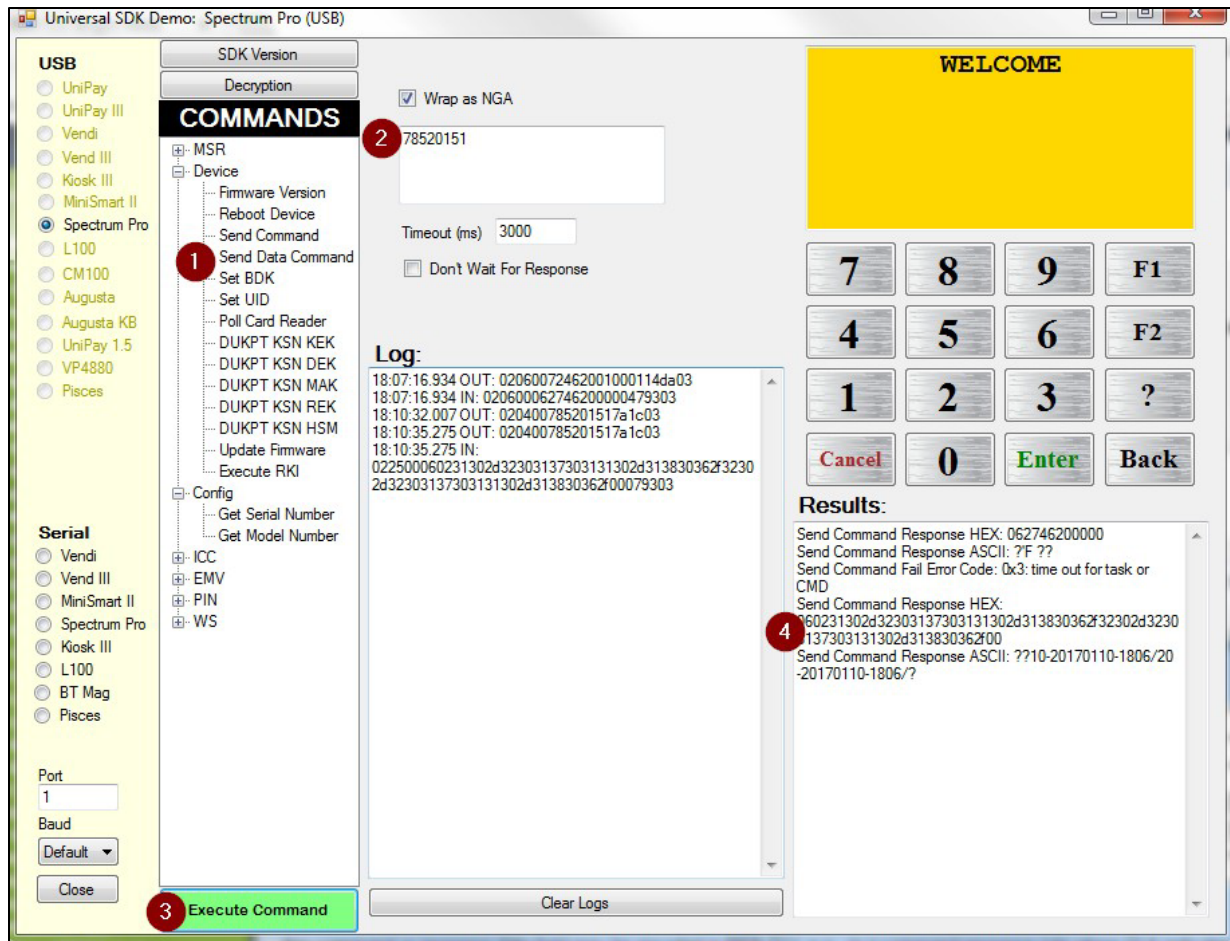 Universal SDK Demo: Spectrum Pro (USB)
USB
UniPay
UniPay III
Vendi
Vend III
Kiosk III
MiniSmart II
Spectrum Pro
L100
CM100
Augusta
Augusta KB
UniPay 1.5
VP4880
Pisces
Serial
Vendi
Vend III
MiniSmart II
Spectrum Pro
Kiosk III
L100
BT Mag
Pisces
Port
1
Baud
Default
Close
SDK Version
Decryption
COMMANDS
MSR
Device
Firmware Version
Reboot Device
Send Command
1
Send Data Command
Set BDK
Set UID
Poll Card Reader
DUKPT KSN KEK
DUKPT KSN DEK
DUKPT KSN MAK
DUKPT KSN REK
DUKPT KSN HSM
Update Firmware
Execute RKI
Config
Get Serial Number
Get Model Number
ICC
EMV
PIN
WS
3
Execute Command
Wrap as NGA
2
78520151
Timeout (ms) 3000
Don't Wait For Response
Log:
18:07:16.934 OUT: 02060072462001000114da03
18:07:16.934 IN: 020600062746200000479303
18:10:32.007 OUT: 020400785201517a1c03
18:10:35.275 OUT: 020400785201517a1c03
18:10:35.275 IN:
022500060231302d32303137303131302d313830362f3230
2d32303137303131302d313830362f00079303
Clear Logs
WELCOME
7 8 9 F1
4 5 6 F2
1 2 3 ?
Cancel 0 Enter Back
Results:
Send Command Response HEX: 062746200000
Send Command Response ASCII: ?'F ??
Send Command Fail Error Code: 0x3: time out for task or
CMD
Send Command Response HEX:
4
060231302d32303137303131302d313830362f32302d3230
3137303131302d313830362f00
Send Command Response ASCII: ??10-20170110-1806/20
-20170110-1806/?